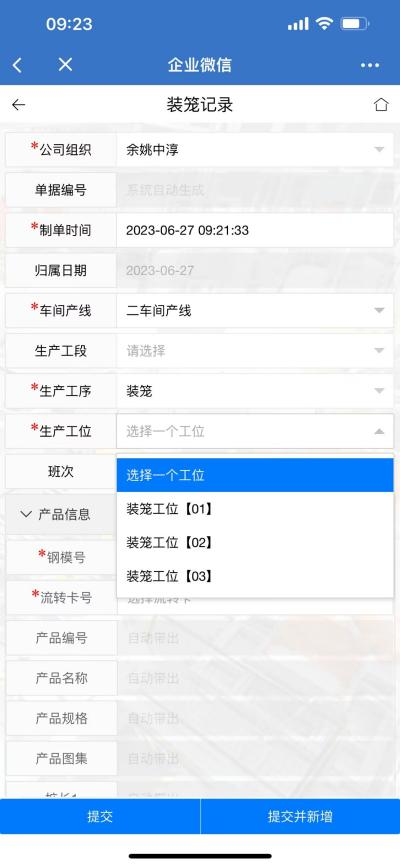 09:23
企业微信
装笼记录
*公司组织 余姚中淳
单据编号 系统自动生成
*制单时间 2023-06-27 09:21:33
归属日期 2023-06-27
*车间产线 二车间产线
生产工段 请选择
*生产工序 装笼
*生产工位 选择一个工位
班次 选择一个工位
装笼工位【01】
产品信息
装笼工位【02】
*钢模号 装笼工位【03】
*流转卡号 选择流转卡
产品编号 自动带出
产品名称 自动带出
产品规格 自动带出
产品图集 自动带出
提交 提交并新增